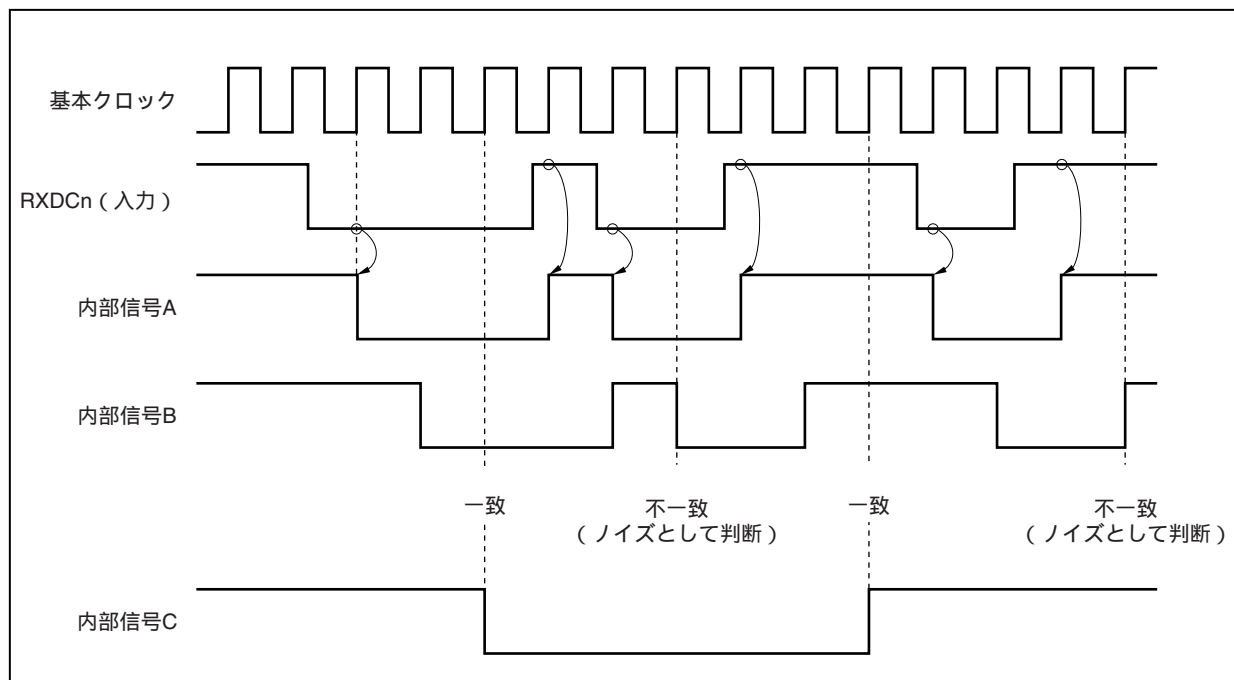 基本クロック
RXDCn（入力）
内部信号A
内部信号B
一致
不一致
（ノイズとして判断）
一致
不一致
（ノイズとして判断）
内部信号C